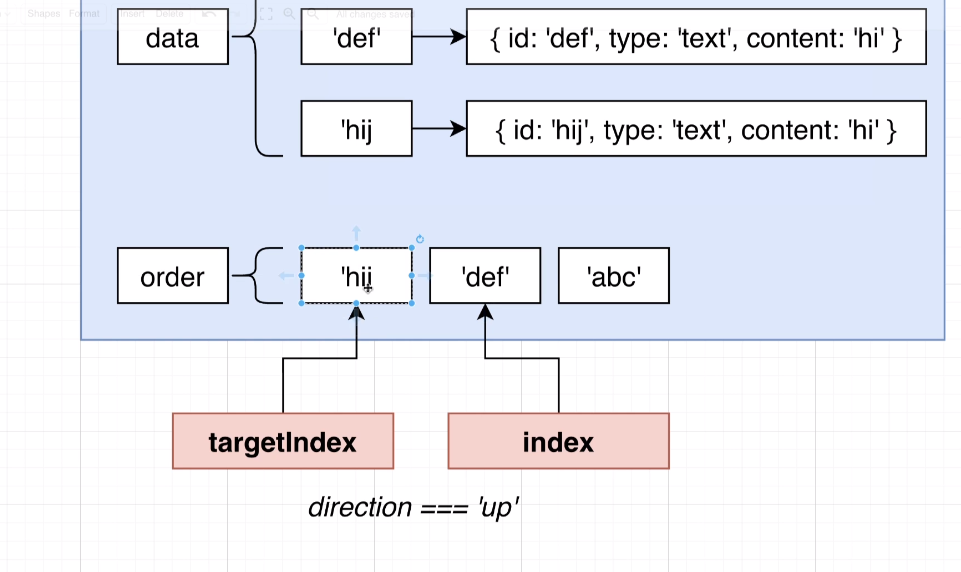 Shapes Format Insert Delete All changes saved
data 'def' { id: 'def', type: 'text', content: 'hi' }
'hij { id: 'hij', type: 'text', content: 'hi' }
order 'hij 'def' 'abc'
targetIndex index
direction === 'up'